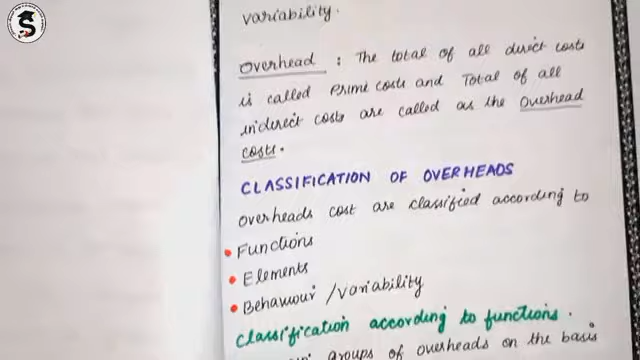 variability.
Overhead : The total of all direct costs
is called Prime costs and Total of all
indirect costs are called as the Overhead
costs.
CLASSIFICATION OF OVERHEADS
overheads cost are classified according to
• Functions
• Elements
• Behaviour / variability
classification according to functions.
groups of overheads on the basis